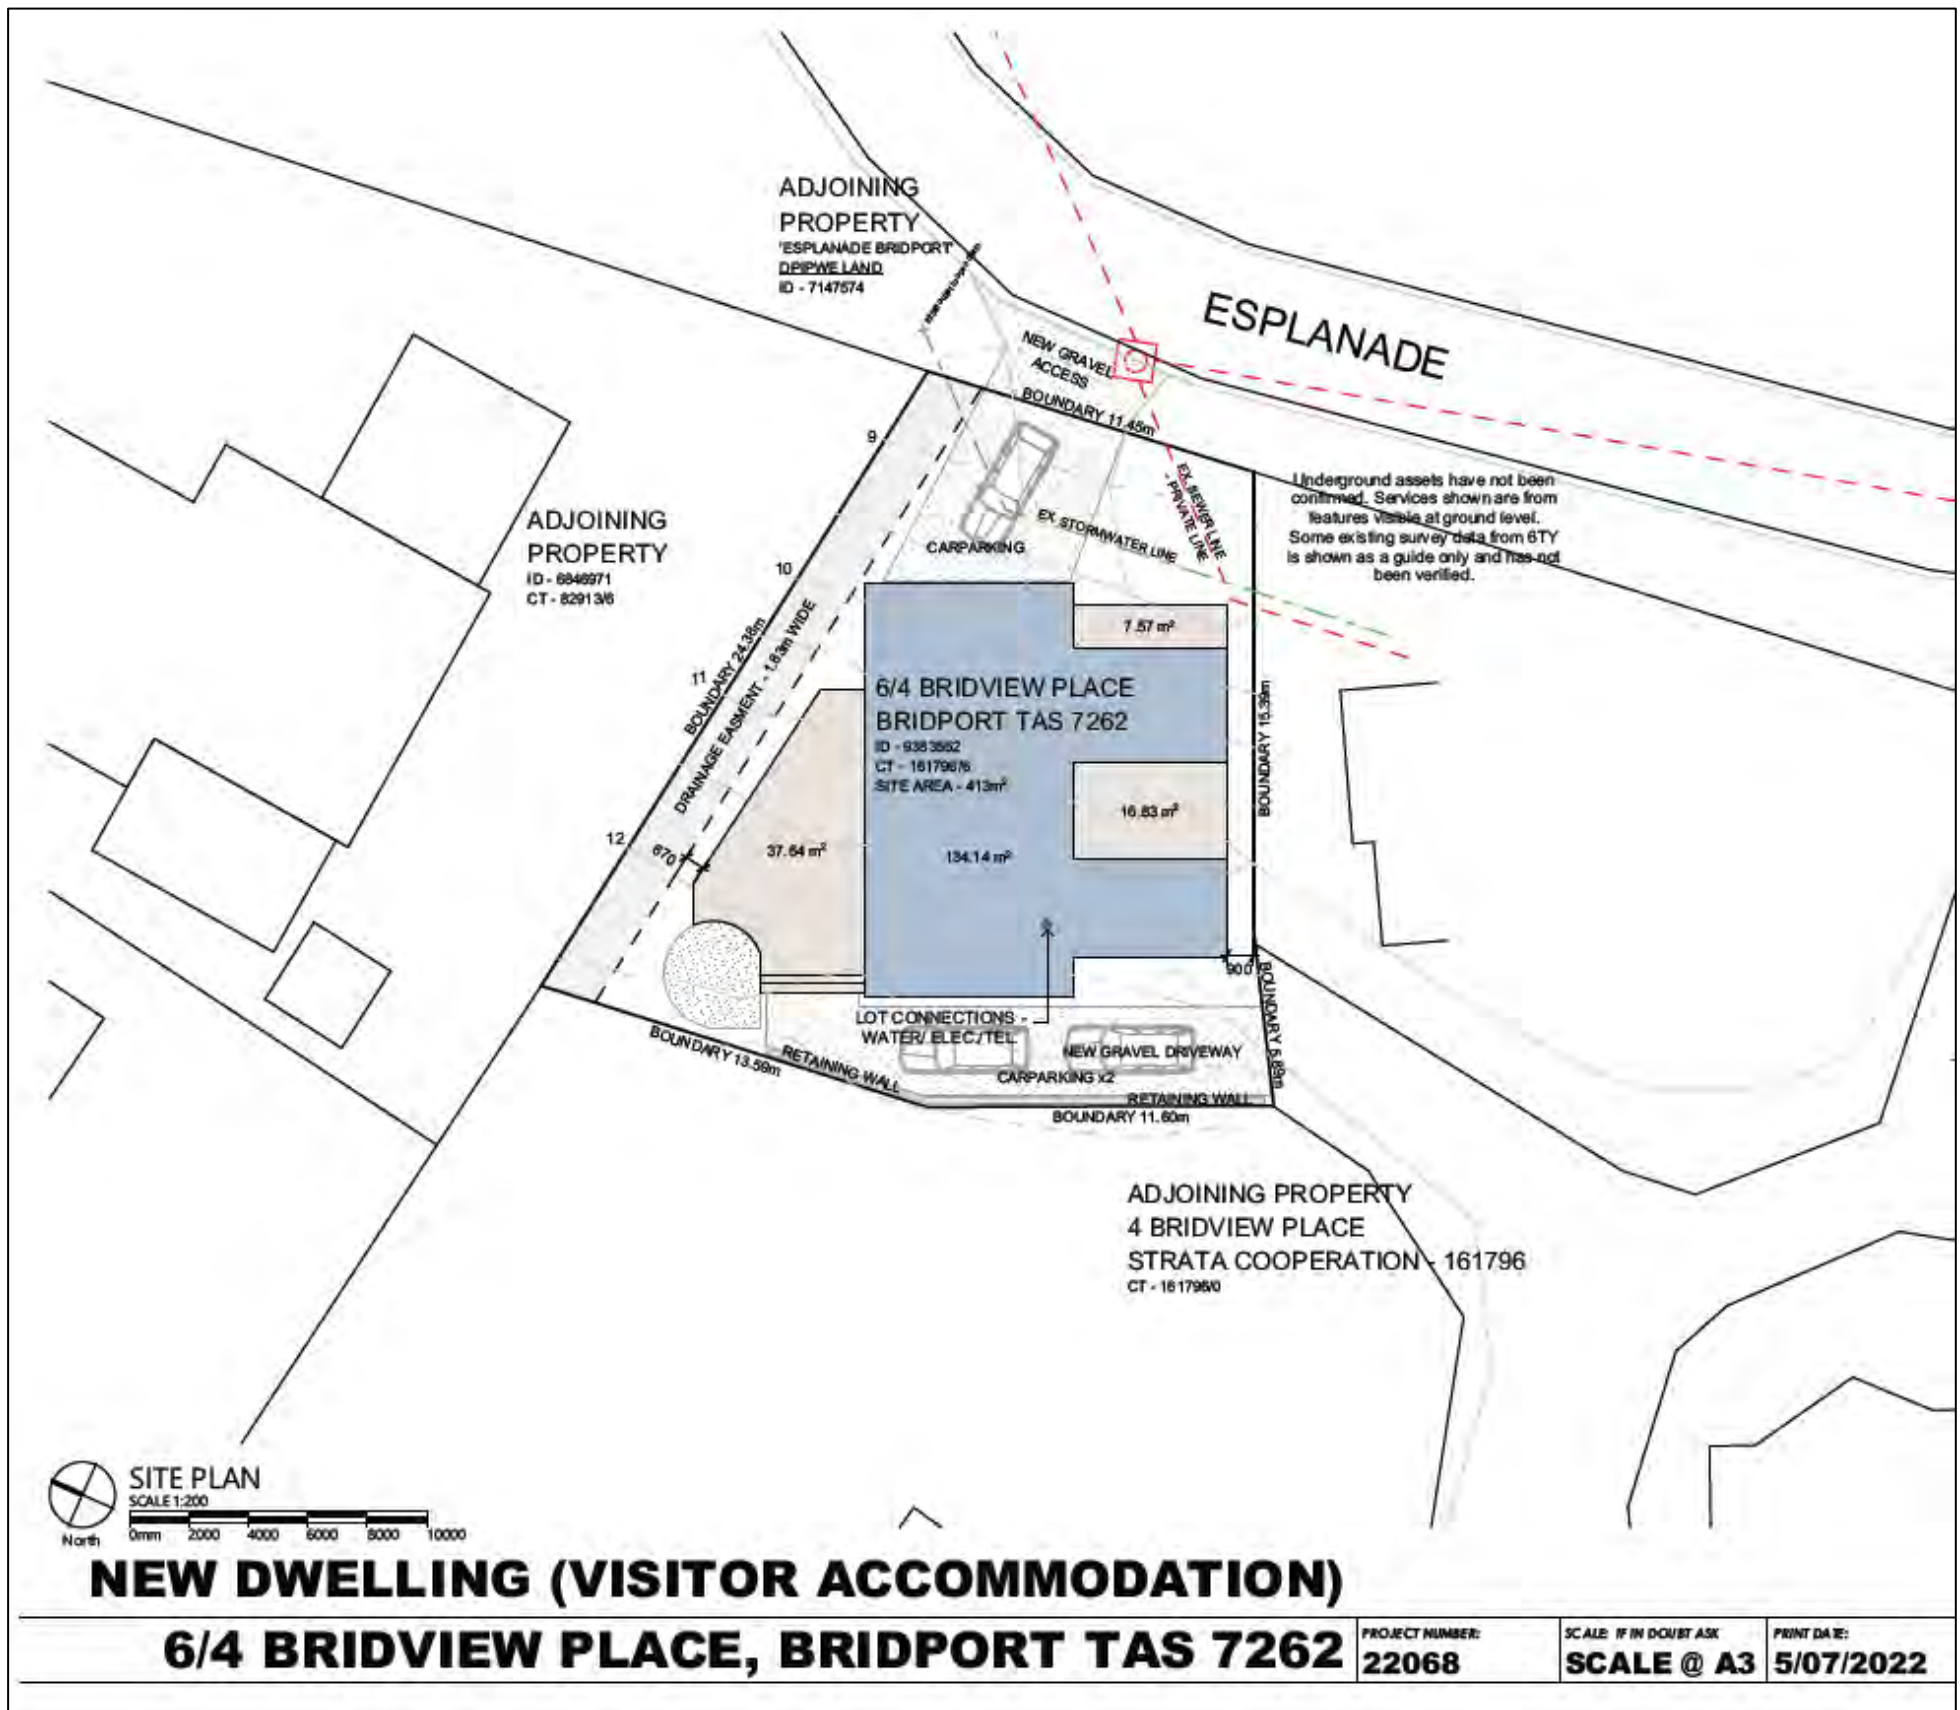 ADJOINING
PROPERTY
'ESPLANADE BRIDPORT'
DPIPWE LAND
ID - 7147574
ESPLANADE
NEW GRAVEL
ACCESS
BOUNDARY 11.45m
9
EX. SEWER LINE
- PRIVATE LINE
Underground assets have not been
confirmed. Services shown are from
features visible at ground level.
Some existing survey data from 6TY
is shown as a guide only and has not
been verified.
ADJOINING
PROPERTY
ID - 6846971
CT - 82913/6
EX STORMWATER LINE
CARPARKING
10
11
12
BOUNDARY 24.38m
DRAINAGE EASMENT - 1.83m WIDE
7.57 m²
6/4 BRIDVIEW PLACE
BRIDPORT TAS 7262
ID - 9383552
CT - 161796/6
SITE AREA - 413m²
BOUNDARY 15.39m
16.83 m²
670
37.64 m²
134.14 m²
900
BOUNDARY 5.89m
LOT CONNECTIONS -
WATER/ ELEC./TEL.
BOUNDARY 13.59m
RETAINING WALL
NEW GRAVEL DRIVEWAY
CARPARKING x2
RETAINING WALL
BOUNDARY 11.60m
ADJOINING PROPERTY
4 BRIDVIEW PLACE
STRATA COOPERATION - 161796
CT - 161796/0
North
SITE PLAN
SCALE 1:200
0mm 2000 4000 6000 8000 10000
NEW DWELLING (VISITOR ACCOMMODATION)
6/4 BRIDVIEW PLACE, BRIDPORT TAS 7262
PROJECT NUMBER:
22068
SCALE: IF IN DOUBT ASK
SCALE @ A3
PRINT DATE:
5/07/2022